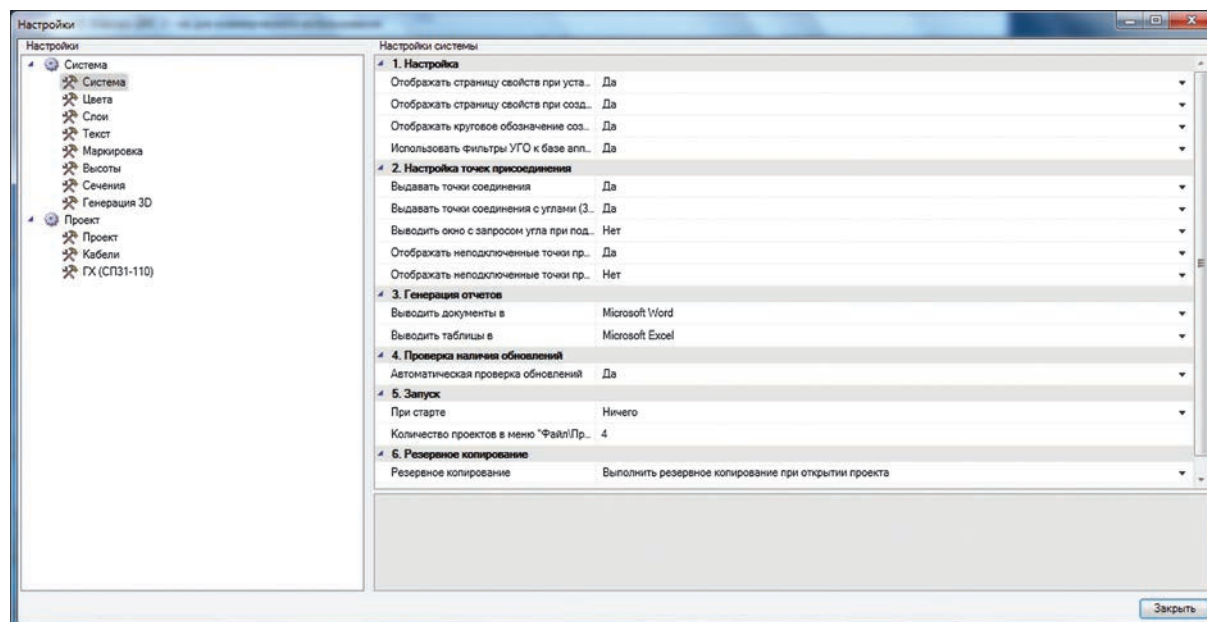 Настройки
Настройки
Система
Система
Цвета
Слои
Текст
Маркировка
Высоты
Сечения
Генерация 3D
Проект
Проект
Кабели
ГХ (СП31-110)
Настройки системы
1. Настройка
Отображать страницу свойств при уста... Да
Отображать страницу свойств при созд... Да
Отображать круговое обозначение соз... Да
Использовать фильтры УГО к базе апп... Да
2. Настройка точек присоединения
Выдавать точки соединения Да
Выдавать точки соединения с углами (3... Да
Выводить окно с запросом угла при под... Нет
Отображать неподключенные точки пр... Да
Отображать неподключенные точки пр... Нет
3. Генерация отчетов
Выводить документы в Microsoft Word
Выводить таблицы в Microsoft Excel
4. Проверка наличия обновлений
Автоматическая проверка обновлений Да
5. Запуск
При старте Ничего
Количество проектов в меню "Файл\Пр... 4
6. Резервное копирование
Резервное копирование Выполнить резервное копирование при открытии проекта
Закрыть